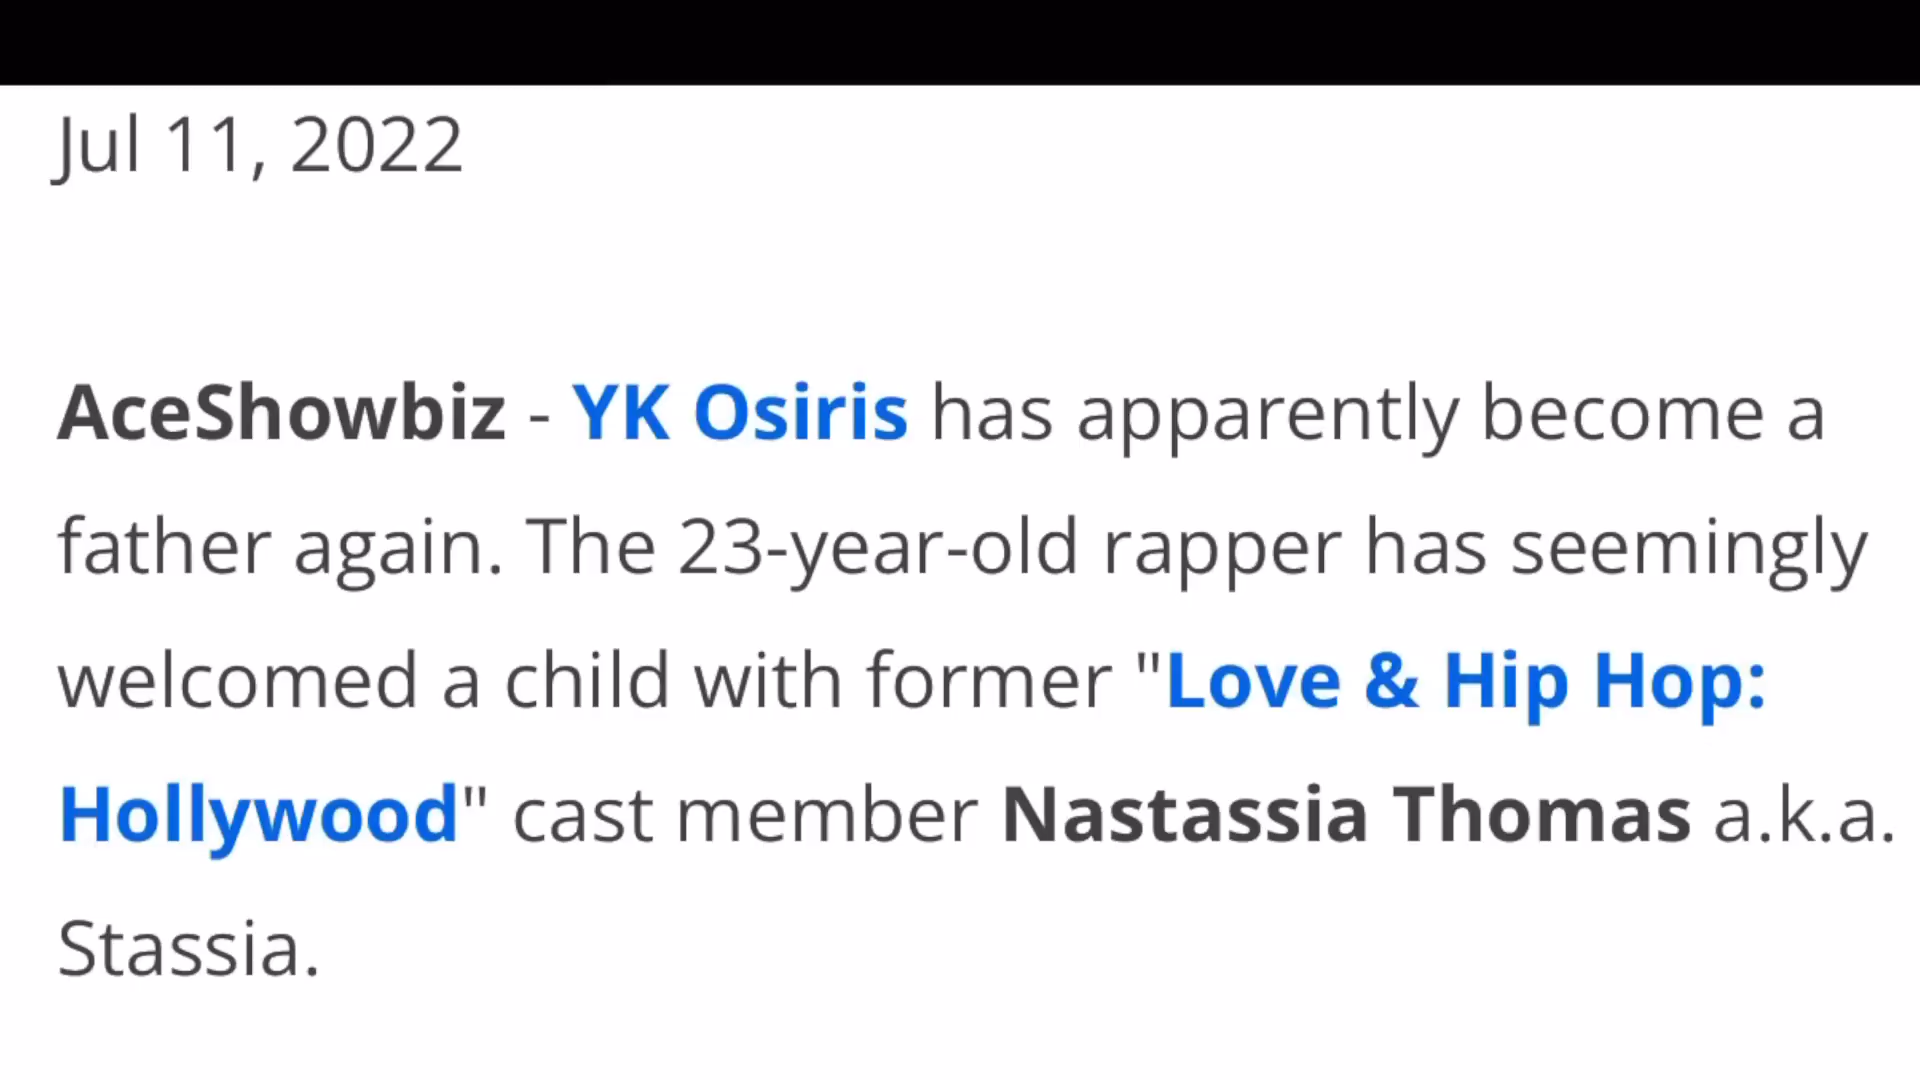 Jul 11, 2022
AceShowbiz - YK Osiris has apparently become a
father again. The 23-year-old rapper has seemingly
welcomed a child with former "Love & Hip Hop:
Hollywood" cast member Nastassia Thomas a.k.a.
Stassia.